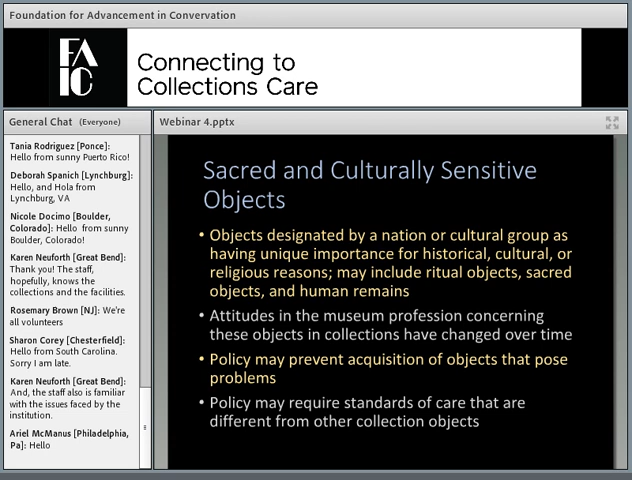 Foundation for Advancement in Convervation
FA
IC
Connecting to
Collections Care
General Chat (Everyone)
Tania Rodriguez [Ponce]:
Hello from sunny Puerto Rico!
Deborah Spanich [Lynchburg]:
Hello, and Hola from
Lynchburg, VA
Nicole Docimo [Boulder,
Colorado]: Hello from sunny
Boulder, Colorado!
Karen Neuforth [Great Bend]:
Thank you! The staff,
hopefully, knows the
collections and the facilities.
Rosemary Brown [NJ]: We're
all volunteers
Sharon Corey [Chesterfield]:
Hello from South Carolina.
Sorry I am late.
Karen Neuforth [Great Bend]:
And, the staff also is familiar
with the issues faced by the
institution.
Ariel McManus [Philadelphia,
Pa]: Hello
Webinar 4.pptx
Sacred and Culturally Sensitive
Objects
• Objects designated by a nation or cultural group as
having unique importance for historical, cultural, or
religious reasons; may include ritual objects, sacred
objects, and human remains
• Attitudes in the museum profession concerning
these objects in collections have changed over time
• Policy may prevent acquisition of objects that pose
problems
• Policy may require standards of care that are
different from other collection objects